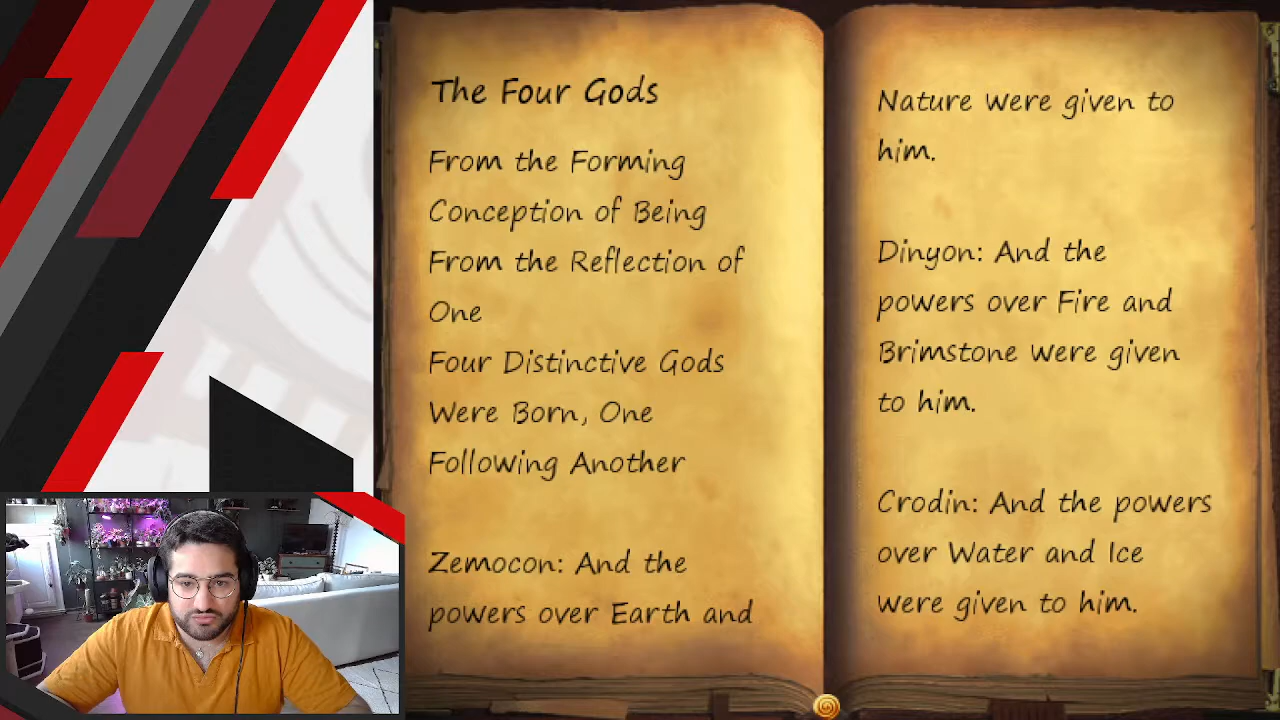 The Four Gods
From the Forming
Conception of Being
From the Reflection of
One
Four Distinctive Gods
Were Born, One
Following Another
Zemocon: And the
powers over Earth and
Nature were given to
him.
Dinyon: And the
powers over Fire and
Brimstone were given
to him.
Crodin: And the powers
over Water and Ice
were given to him.